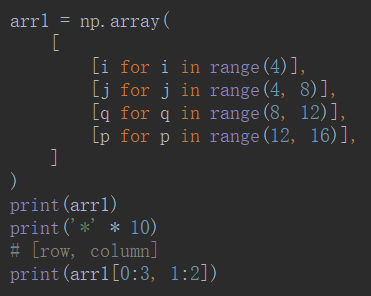 arr1 = np.array(
    [
        [i for i in range(4)],
        [j for j in range(4, 8)],
        [q for q in range(8, 12)],
        [p for p in range(12, 16)],
    ]
)
print(arr1)
print('*' * 10)
# [row, column]
print(arr1[0:3, 1:2])